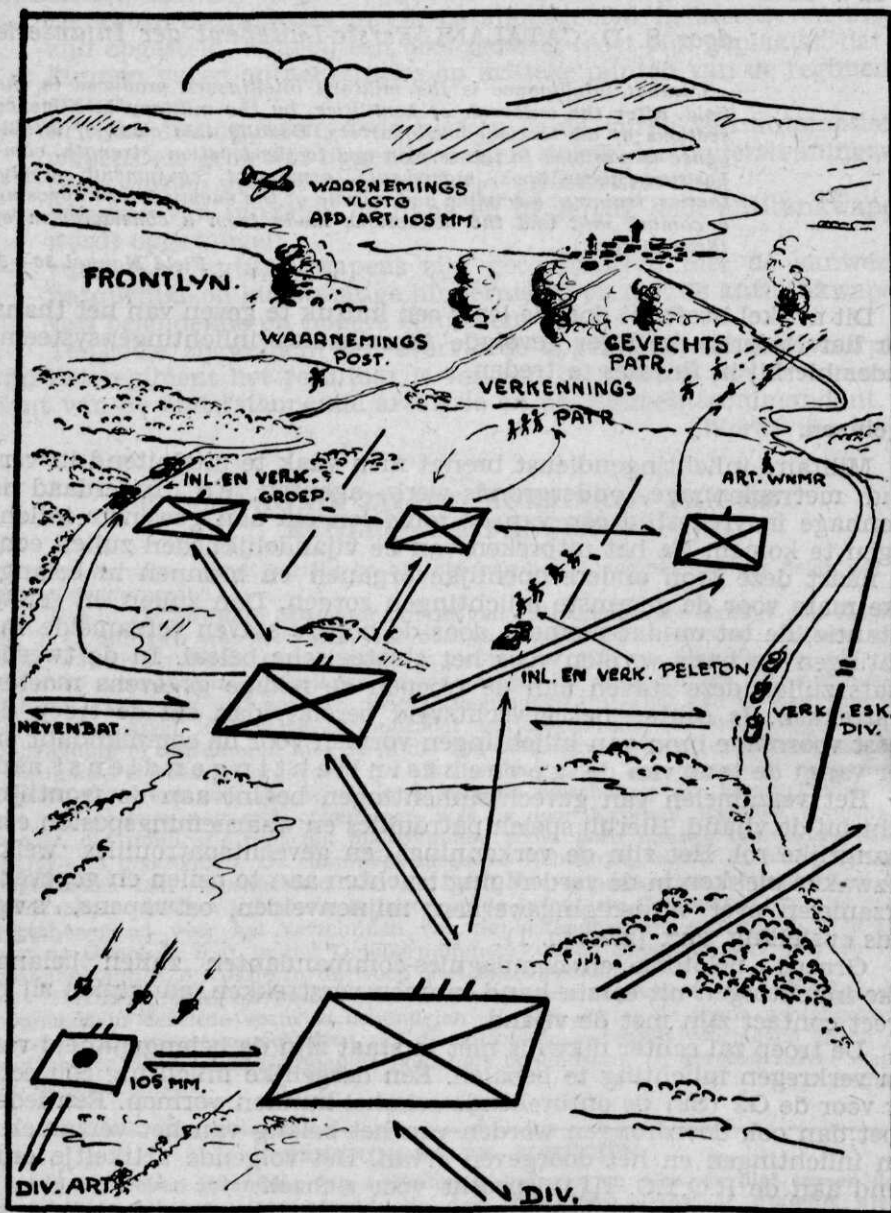 WAARNEMINGS
VLGTG
AFD. ART. 105 MM.
FRONTLYN.
WAARNEMINGS
POST.
GEVECHTS
PATR.
VERKENNINGS
PATR
ART. WNMR
INL. EN VERK.
GROEP.
INL. EN VERK. PELETON
NEVENBAT.
VERK. ESK.
DIV.
105 MM.
DIV. ART.
DIV.